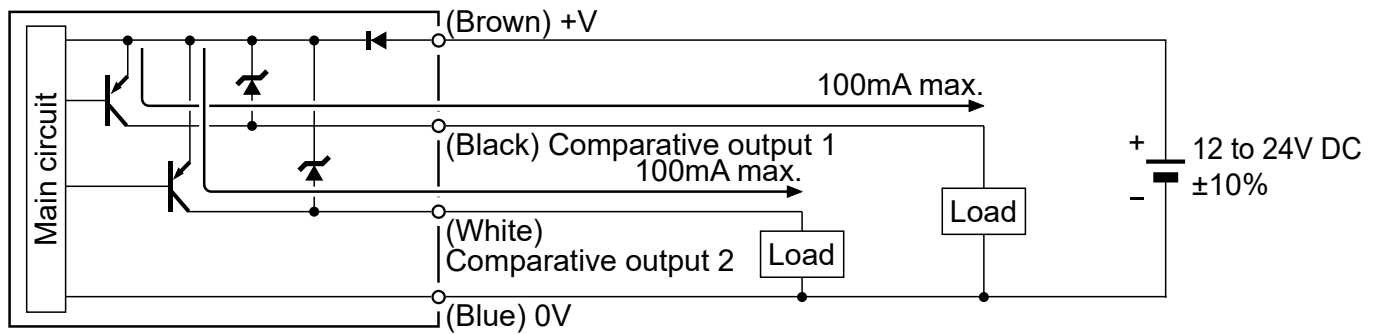 (Brown) +V
100mA max.
Main circuit
(Black) Comparative output 1
100mA max.
+
12 to 24V DC
−
±10%
Load
(White)
Comparative output 2
Load
(Blue) 0V